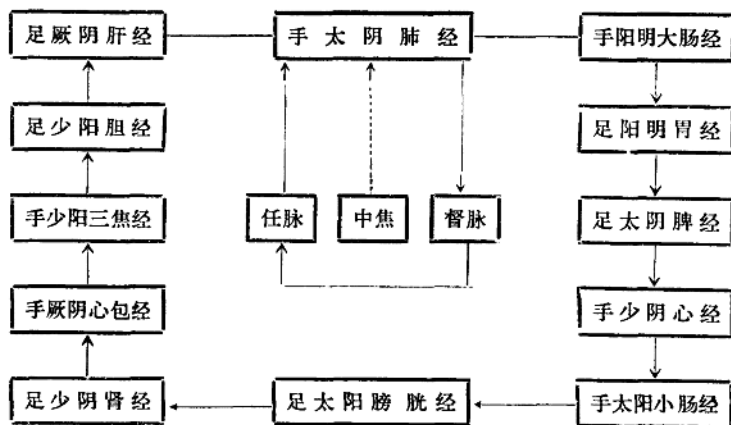 足厥阴肝经 手太阴肺经 手阳明大肠经
足少阳胆经 足阳明胃经
手少阳三焦经 任脉 中焦 督脉 足太阴脾经
手厥阴心包经 手少阴心经
足少阴肾经 足太阳膀胱经 手太阳小肠经